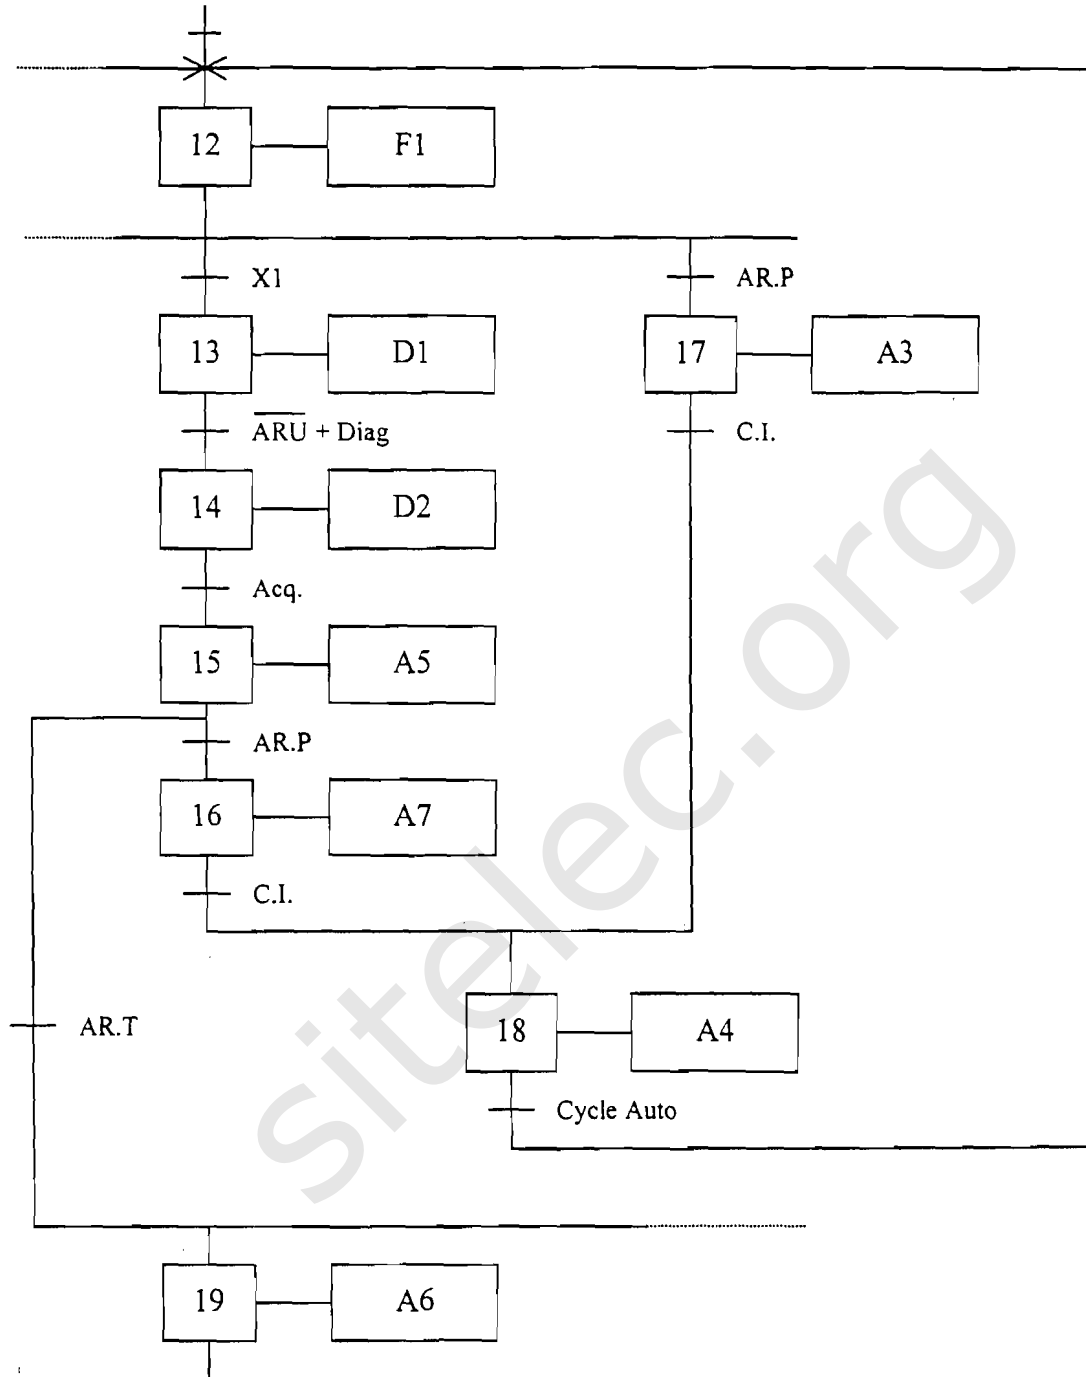 12 F1
X1 AR.P
13 D1 17 A3
A̅R̅U̅ + Diag C.I.
14 D2
Acq.
15 A5
AR.P
16 A7
C.I.
AR.T 18 A4
Cycle Auto
19 A6
sitelec.org